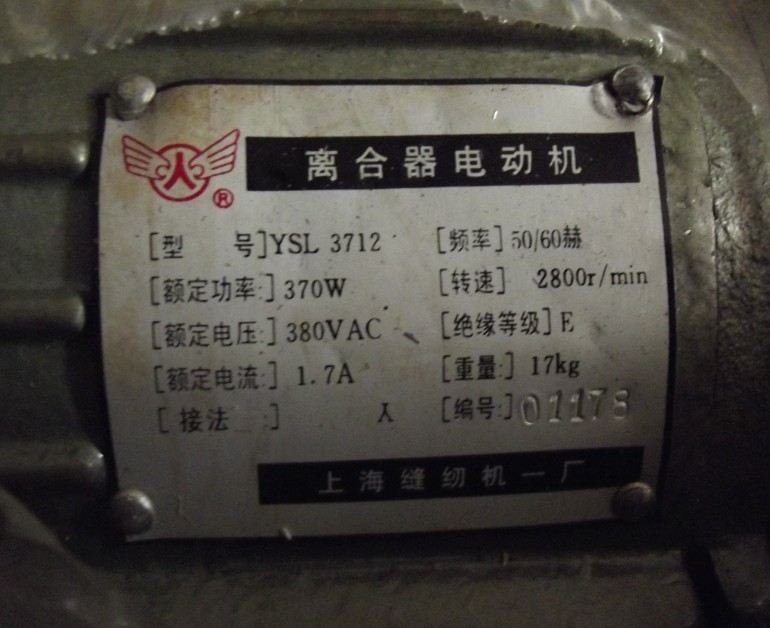 离合器电动机
®
[型 号]YSL 3712 [频率]50/60赫
[额定功率:]370W [转速] 2800r/min
[额定电压:]380VAC [绝缘等级]E
[额定电流:] 1.7A [重量:] 17kg
[接法 :] 人 [编号:]01178
上海缝纫机一厂